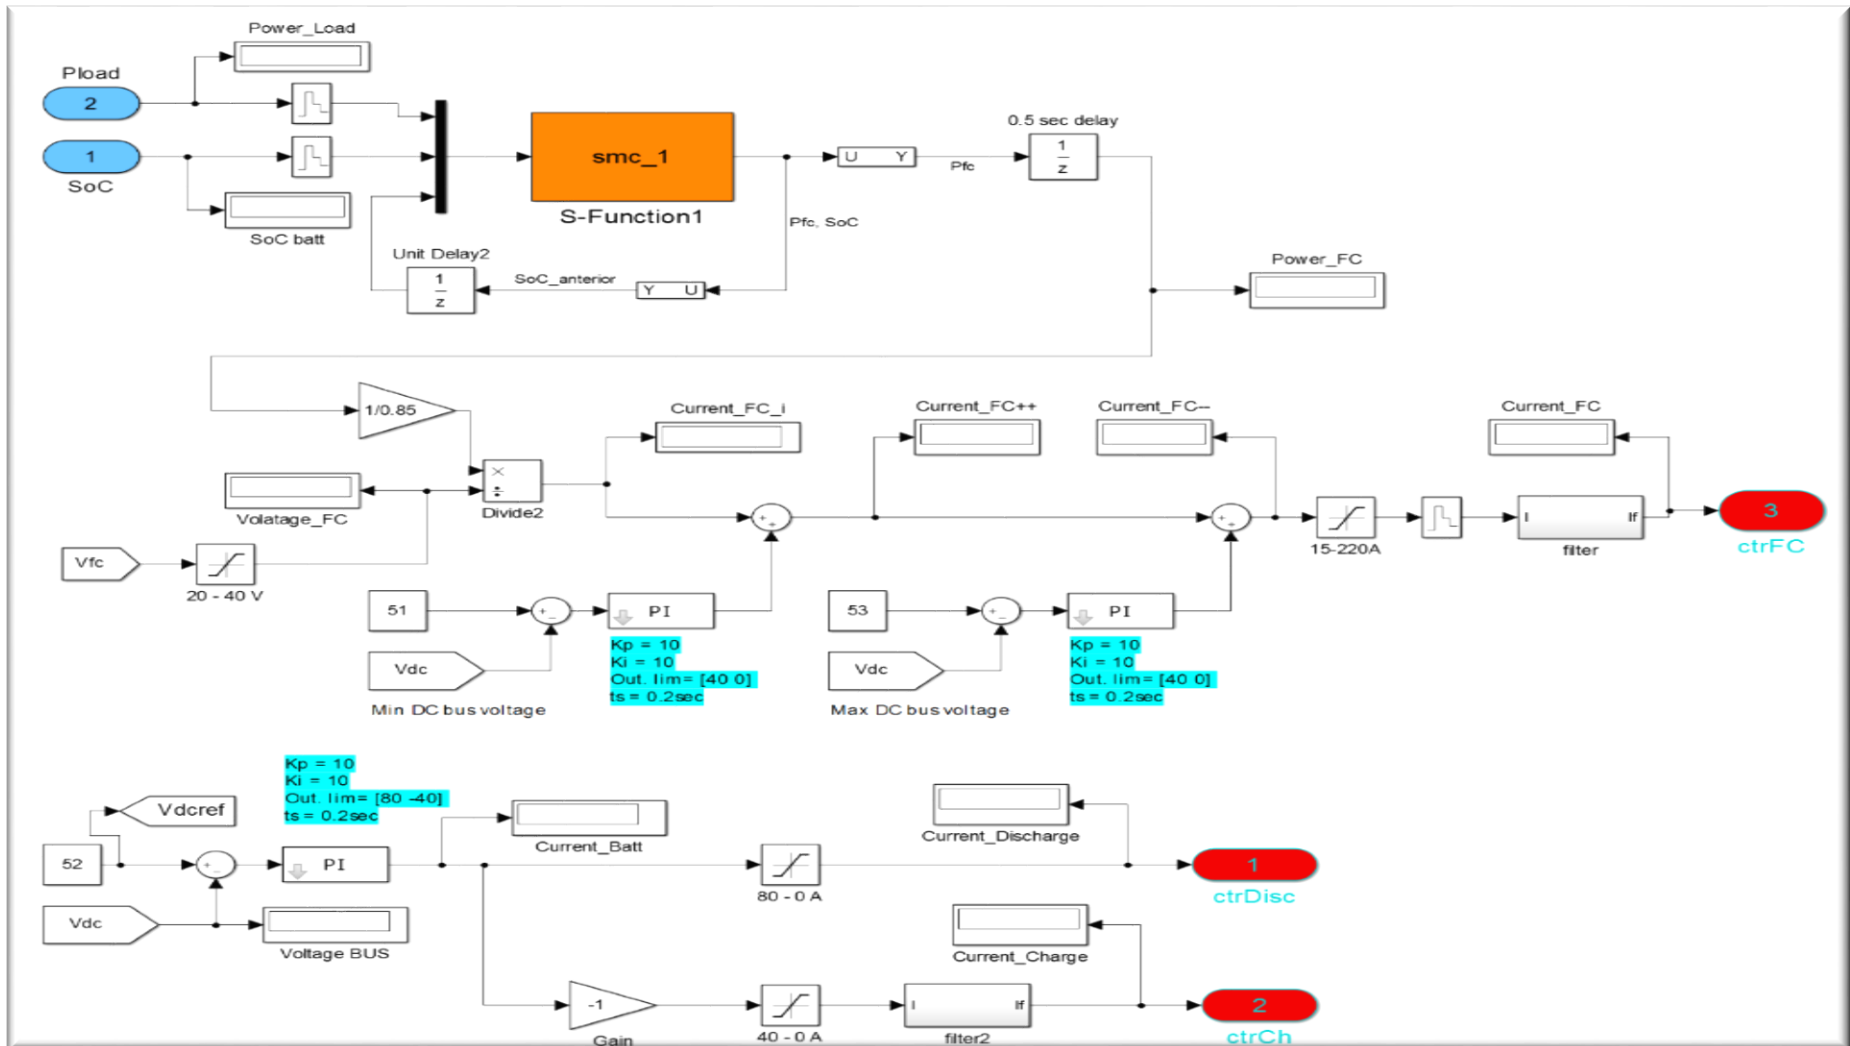 Power_Load
Pload
2
1
SoC
SoC batt
smc_1
S-Function1
U Y
Pfc
0.5 sec delay
1
z
Pfc, SoC
Unit Delay2
1
z
SoC_anterior
Y U
Power_FC
1/0.85
Current_FC_i
Current_FC++
Current_FC--
Current_FC
×
÷
Divide2
Volatage_FC
Vfc
20 - 40 V
15-220A
I If
filter
3
ctrFC
51
PI
53
PI
Vdc
Vdc
Kp = 10
Ki = 10
Out. lim= [40 0]
ts = 0.2sec
Kp = 10
Ki = 10
Out. lim= [40 0]
ts = 0.2sec
Min DC bus voltage
Max DC bus voltage
Kp = 10
Ki = 10
Out. lim= [80 -40]
ts = 0.2sec
Vdcref
52
PI
Current_Batt
Current_Discharge
80 - 0 A
1
ctrDisc
Vdc
Voltage BUS
Current_Charge
-1
Gain
40 - 0 A
I If
filter2
2
ctrCh